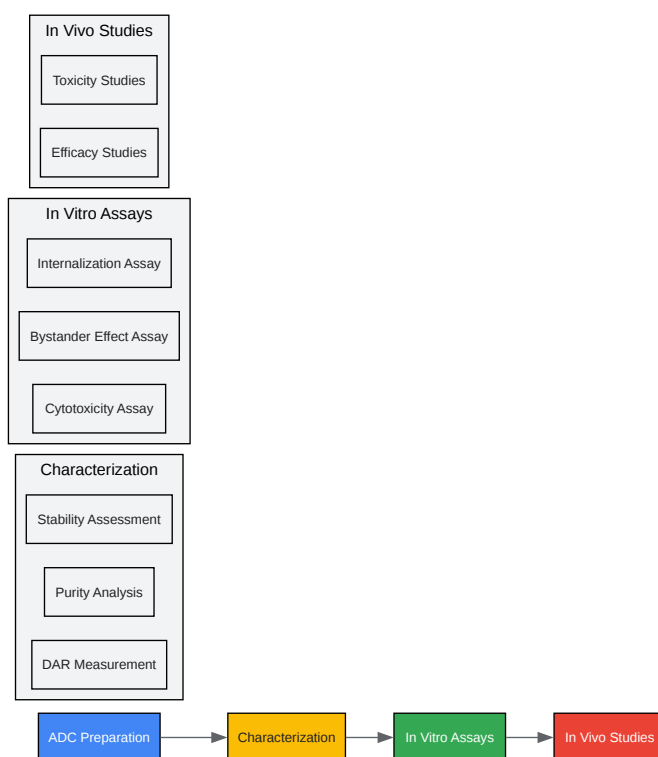 In Vivo Studies
Toxicity Studies
Efficacy Studies
In Vitro Assays
Internalization Assay
Bystander Effect Assay
Cytotoxicity Assay
Characterization
Stability Assessment
Purity Analysis
DAR Measurement
ADC Preparation
Characterization
In Vitro Assays
In Vivo Studies